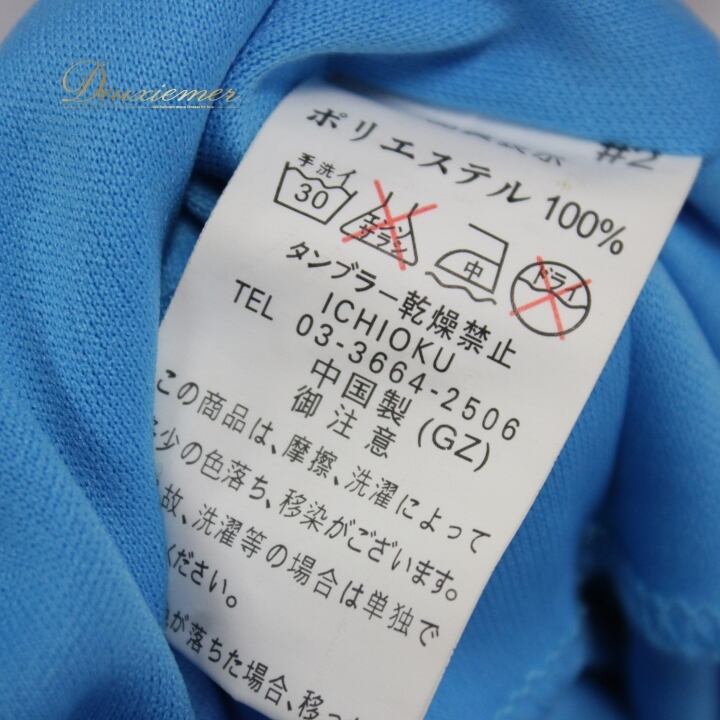 Deuxiemer
#2
ポリエステル 100%
手洗イ
30
エンソ
サラシ
中
ドライ
タンブラー乾燥禁止
ICHIOKU
TEL 03-3664-2506
中国製 (GZ)
御注意
この商品は、摩擦、洗濯によって
少の色落ち、移染がございます。
故、洗濯等の場合は単独で
ください。
が落ちた場合、移っ